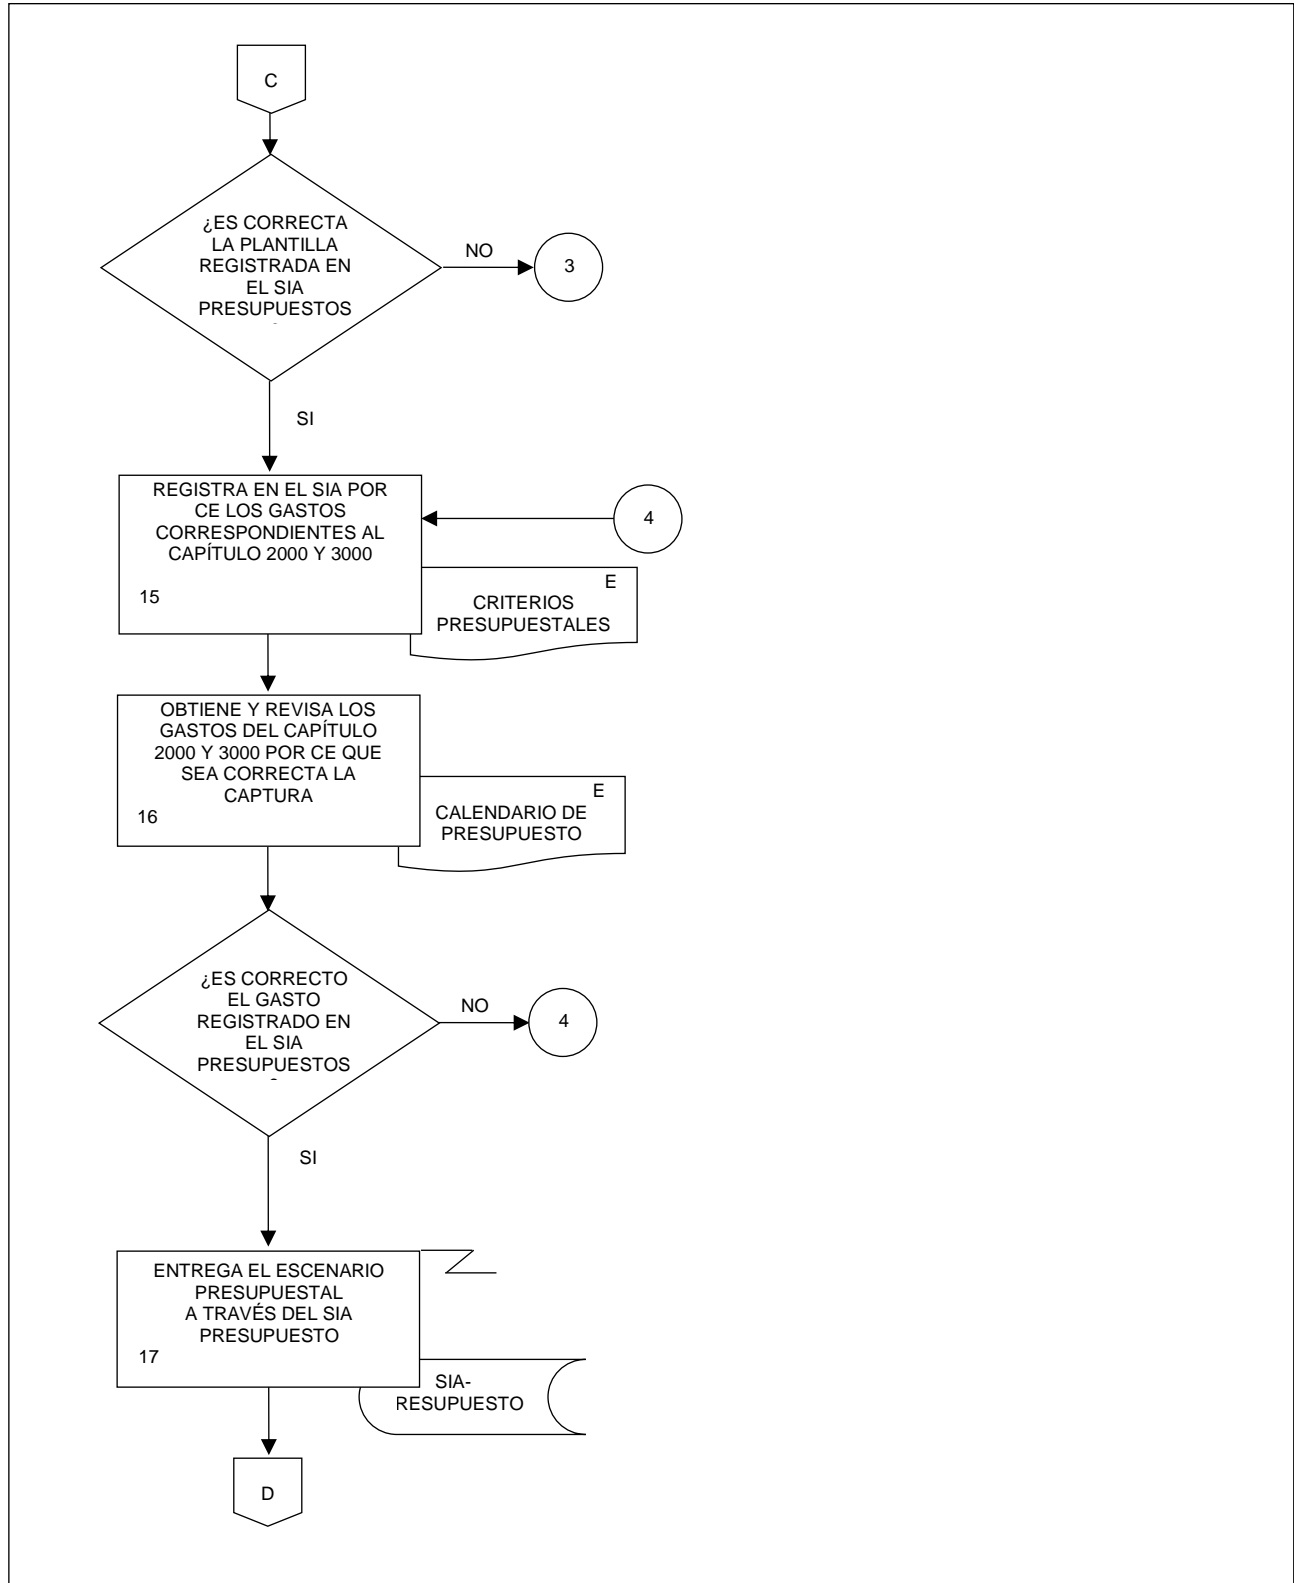 C
¿ES CORRECTA
LA PLANTILLA
REGISTRADA EN
EL SIA
PRESUPUESTOS
NO
3
SI
REGISTRA EN EL SIA POR
CE LOS GASTOS
CORRESPONDIENTES AL
CAPÍTULO 2000 Y 3000
15
4
E
CRITERIOS
PRESUPUESTALES
OBTIENE Y REVISA LOS
GASTOS DEL CAPÍTULO
2000 Y 3000 POR CE QUE
SEA CORRECTA LA
CAPTURA
16
E
CALENDARIO DE
PRESUPUESTO
¿ES CORRECTO
EL GASTO
REGISTRADO EN
EL SIA
PRESUPUESTOS
NO
4
SI
ENTREGA EL ESCENARIO
PRESUPUESTAL
A TRAVÉS DEL SIA
PRESUPUESTO
17
SIA-
RESUPUESTO
D